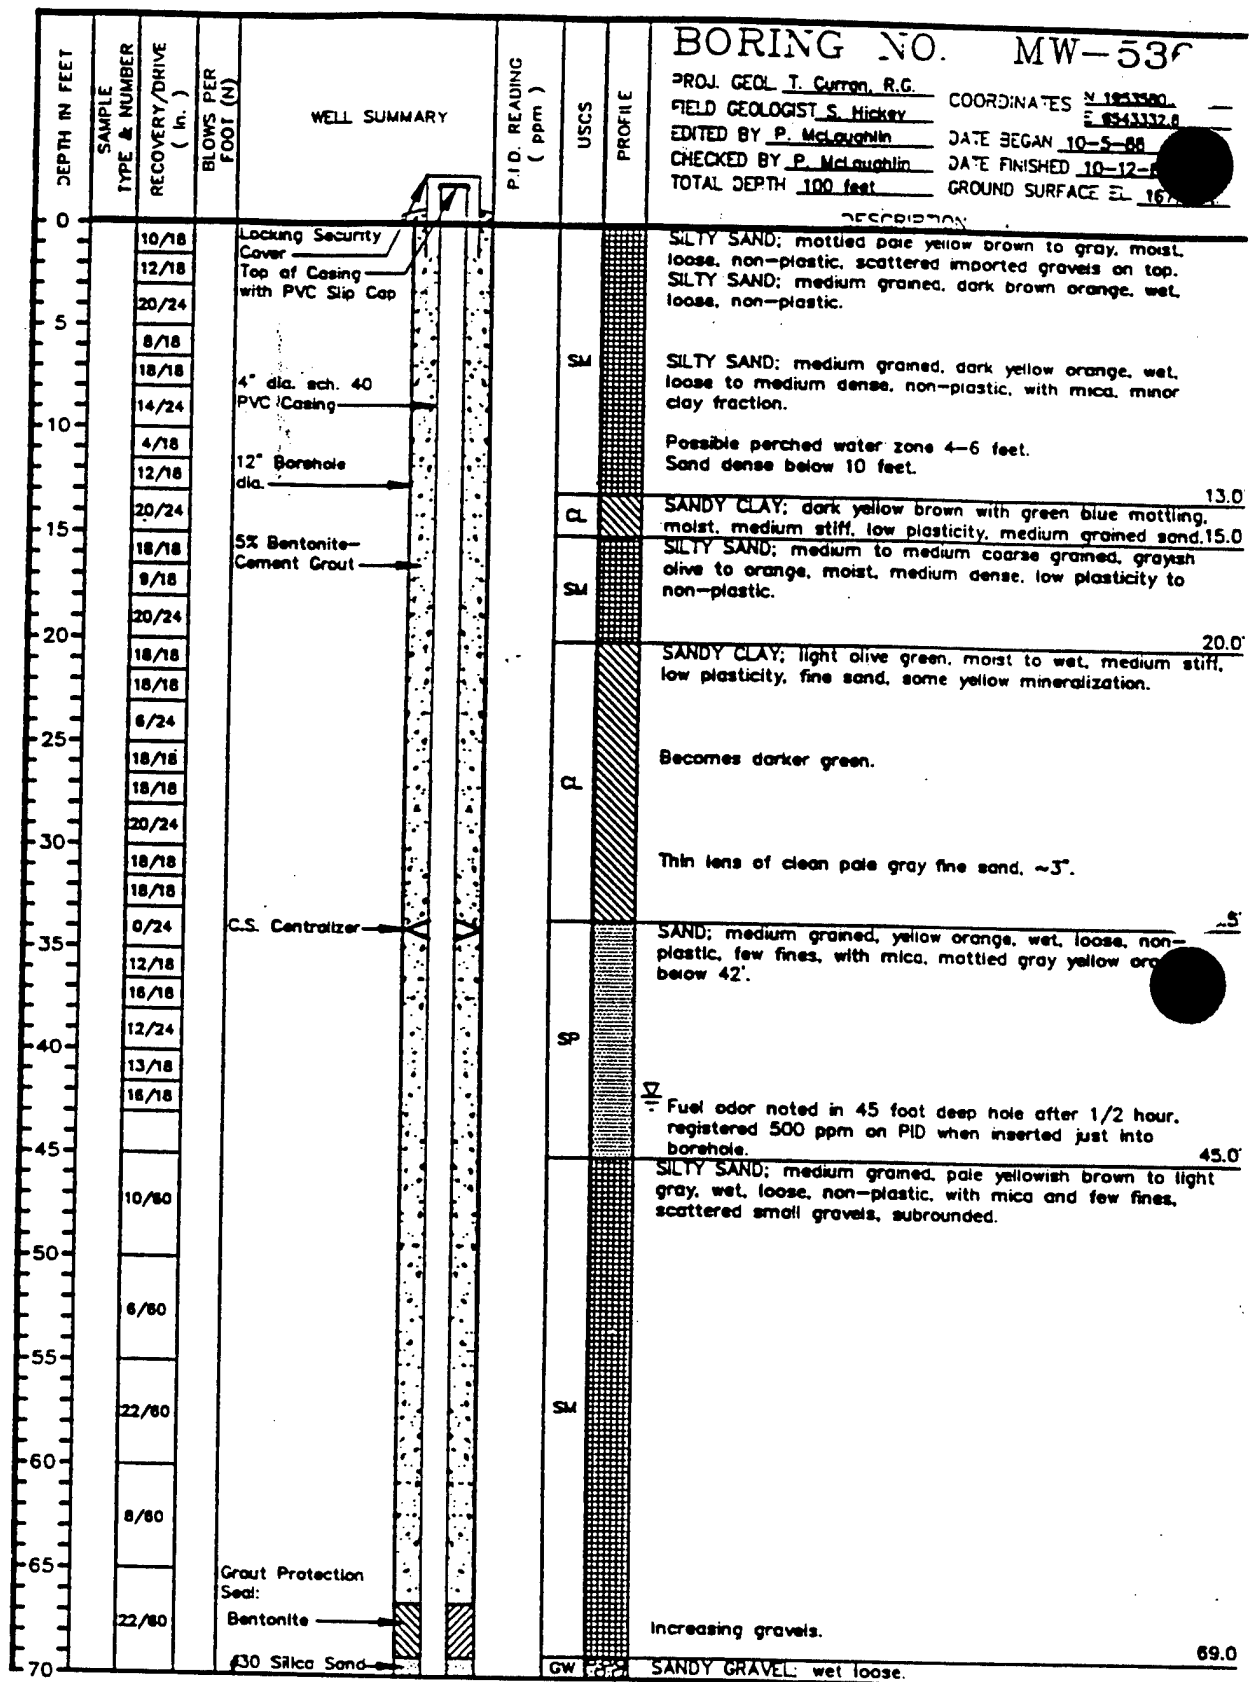 BORING NO. MW-53
PROJ. GEOL. T. Curran, R.G.
FIELD GEOLOGIST S. Hickey
EDITED BY P. McLaughlin
CHECKED BY P. McLaughlin
TOTAL DEPTH 100 feet
COORDINATES
DATE BEGAN 10-5-88
DATE FINISHED 10-12-
GROUND SURFACE EL. 167
DEPTH IN FEET
SAMPLE TYPE & NUMBER
RECOVERY/DRIVE ( In. )
BLOWS PER FOOT (N)
WELL SUMMARY
P.I.D. READING ( ppm )
USCS
PROFILE
DESCRIPTION
0
5
10
15
20
25
30
35
40
45
50
55
60
65
70
10/18
12/18
20/24
8/18
18/18
14/24
4/18
12/18
20/24
18/18
9/18
20/24
18/18
18/18
6/24
18/18
18/18
20/24
18/18
18/18
0/24
12/18
16/18
12/24
13/18
16/18
10/60
6/60
22/60
8/60
22/60
Locking Security
Cover
Top of Casing
with PVC Slip Cap
4" dia. sch. 40
PVC Casing
12" Borehole
dia.
5% Bentonite-
Cement Grout
C.S. Centralizer
Grout Protection
Seal:
Bentonite
#30 Silica Sand
SM
CL
SM
CL
SP
SM
GW
SILTY SAND; mottled pale yellow brown to gray, moist,
loose, non-plastic, scattered imported gravels on top.
SILTY SAND; medium grained, dark brown orange, wet,
loose, non-plastic.
SILTY SAND; medium grained, dark yellow orange, wet,
loose to medium dense, non-plastic, with mica, minor
clay fraction.
Possible perched water zone 4-6 feet.
Sand dense below 10 feet.
13.0'
SANDY CLAY; dark yellow brown with green blue mottling,
moist, medium stiff, low plasticity, medium grained sand.
15.0
SILTY SAND; medium to medium coarse grained, grayish
olive to orange, moist, medium dense, low plasticity to
non-plastic.
20.0'
SANDY CLAY; light olive green, moist to wet, medium stiff,
low plasticity, fine sand, some yellow mineralization.
Becomes darker green.
Thin lens of clean pale gray fine sand, ~3".
.5'
SAND; medium grained, yellow orange, wet, loose, non-
plastic, few fines, with mica, mottled gray yellow
below 42'.
Fuel odor noted in 45 foot deep hole after 1/2 hour,
registered 500 ppm on PID when inserted just into
borehole.
45.0'
SILTY SAND; medium grained, pale yellowish brown to light
gray, wet, loose, non-plastic, with mica and few fines,
scattered small gravels, subrounded.
Increasing gravels.
69.0
SANDY GRAVEL; wet loose.